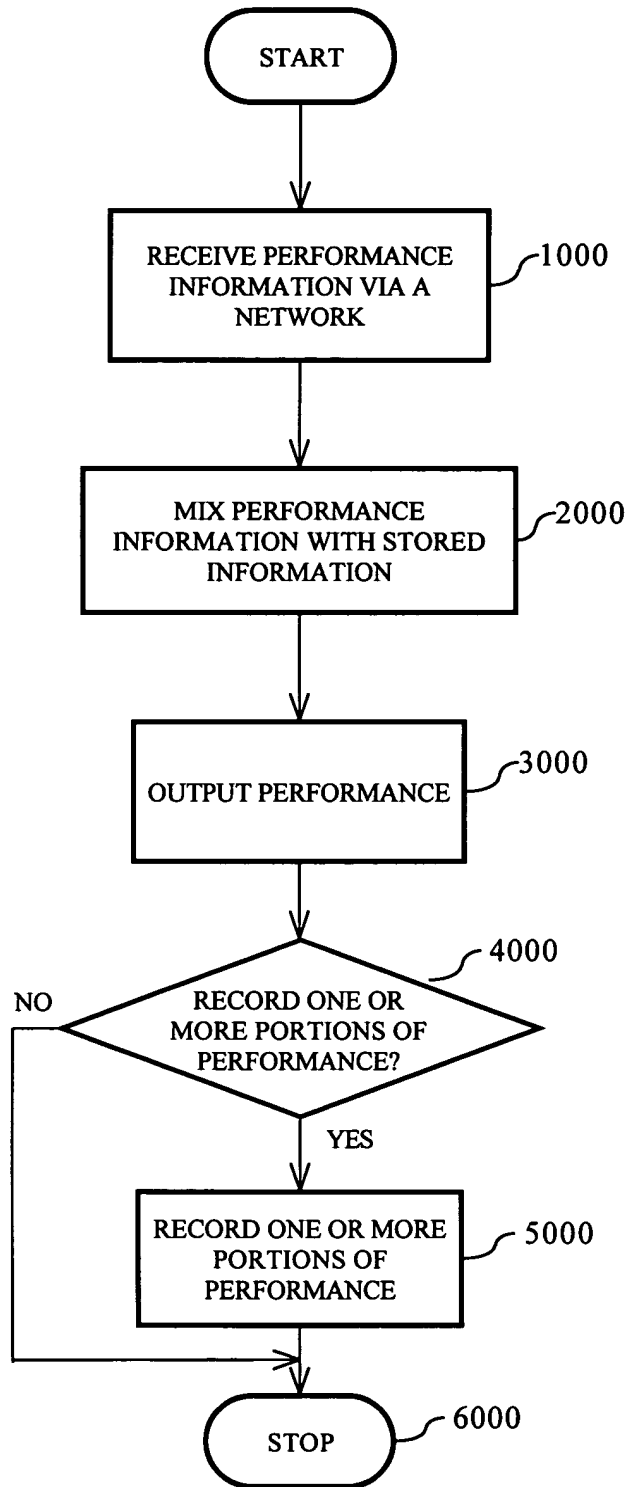 START
RECEIVE PERFORMANCE
INFORMATION VIA A
NETWORK
1000
MIX PERFORMANCE
INFORMATION WITH STORED
INFORMATION
2000
OUTPUT PERFORMANCE
3000
4000
NO
RECORD ONE OR
MORE PORTIONS OF
PERFORMANCE?
YES
RECORD ONE OR MORE
PORTIONS OF
PERFORMANCE
5000
STOP
6000